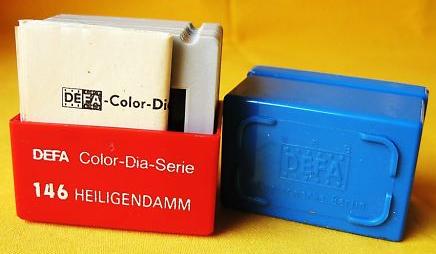 DEFA-Color-Di
DEFA Color-Dia-Serie
146 HEILIGENDAMM
DEFA